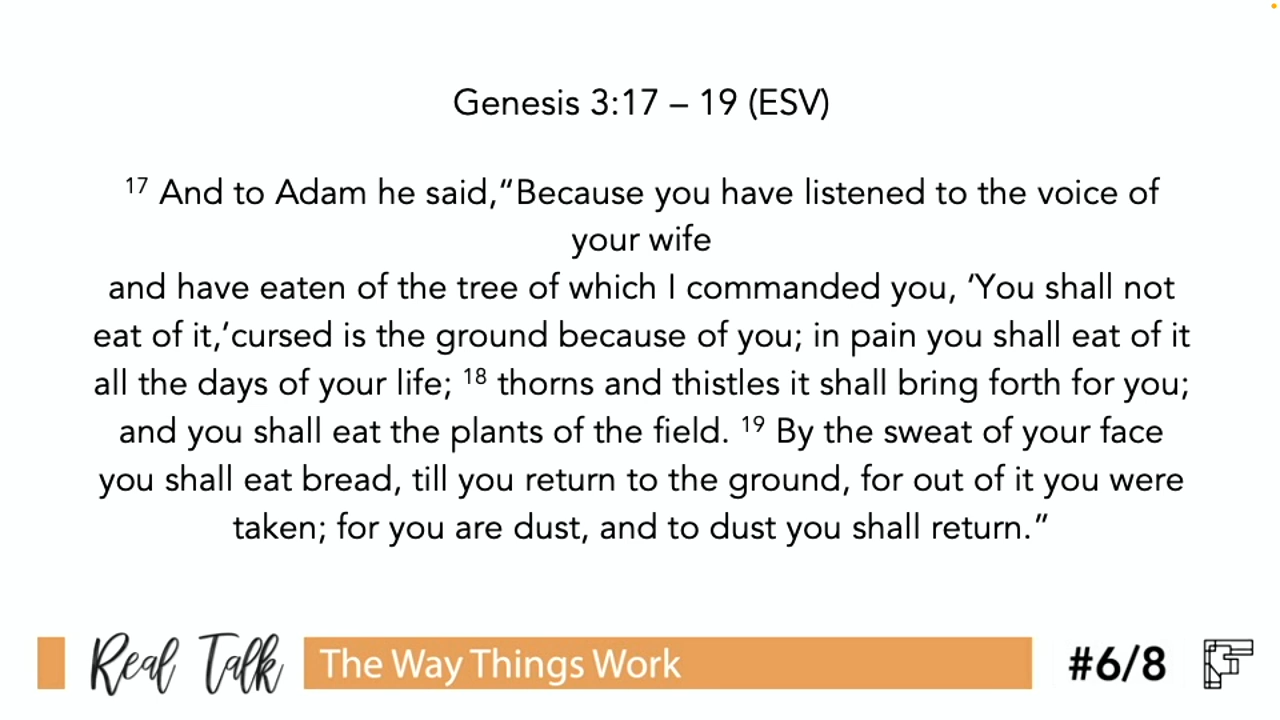 Genesis 3:17 – 19 (ESV)
17 And to Adam he said,“Because you have listened to the voice of
your wife
and have eaten of the tree of which I commanded you, ‘You shall not
eat of it,’cursed is the ground because of you; in pain you shall eat of it
all the days of your life; 18 thorns and thistles it shall bring forth for you;
and you shall eat the plants of the field. 19 By the sweat of your face
you shall eat bread, till you return to the ground, for out of it you were
taken; for you are dust, and to dust you shall return.”
Real Talk The Way Things Work #6/8